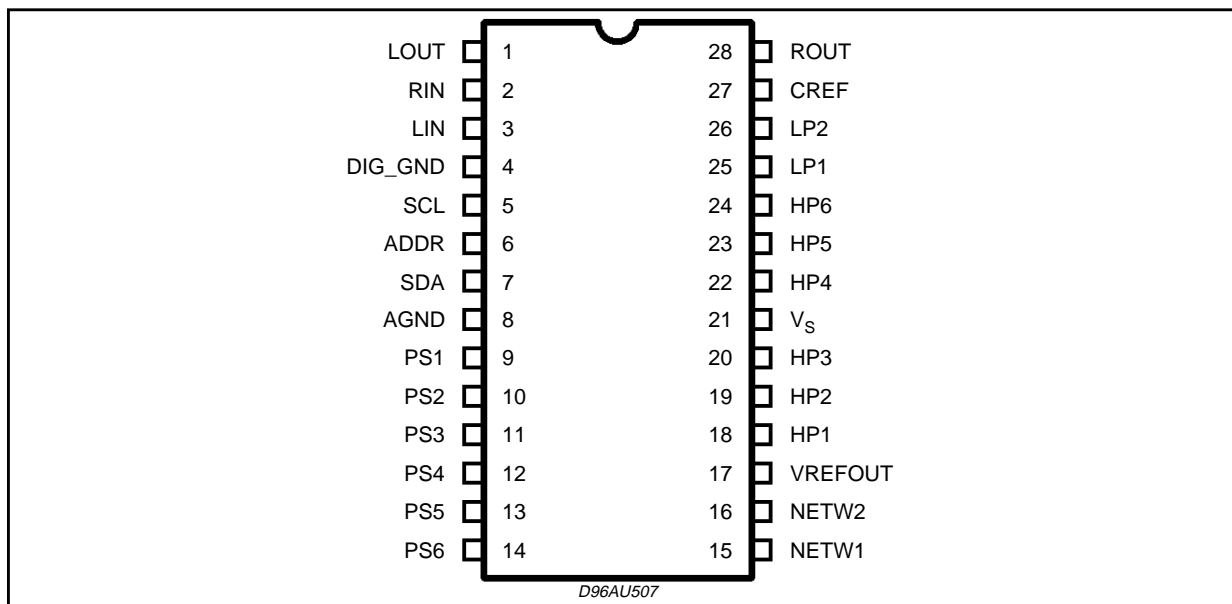 LOUT 1 28 ROUT
RIN 2 27 CREF
LIN 3 26 LP2
DIG_GND 4 25 LP1
SCL 5 24 HP6
ADDR 6 23 HP5
SDA 7 22 HP4
AGND 8 21 VS
PS1 9 20 HP3
PS2 10 19 HP2
PS3 11 18 HP1
PS4 12 17 VREFOUT
PS5 13 16 NETW2
PS6 14 15 NETW1
D96AU507